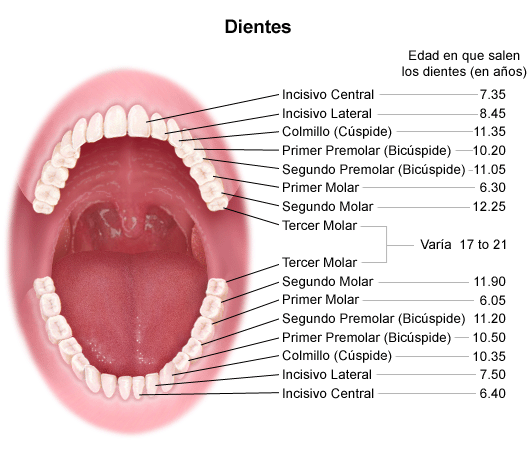 Dientes
Edad en que salen
los dientes (en años)
Incisivo Central 7.35
Incisivo Lateral 8.45
Colmillo (Cúspide) 11.35
Primer Premolar (Bicúspide) 10.20
Segundo Premolar (Bicúspide) 11.05
Primer Molar 6.30
Segundo Molar 12.25
Tercer Molar
Varía 17 to 21
Tercer Molar
Segundo Molar 11.90
Primer Molar 6.05
Segundo Premolar (Bicúspide) 11.20
Primer Premolar (Bicúspide) 10.50
Colmillo (Cúspide) 10.35
Incisivo Lateral 7.50
Incisivo Central 6.40